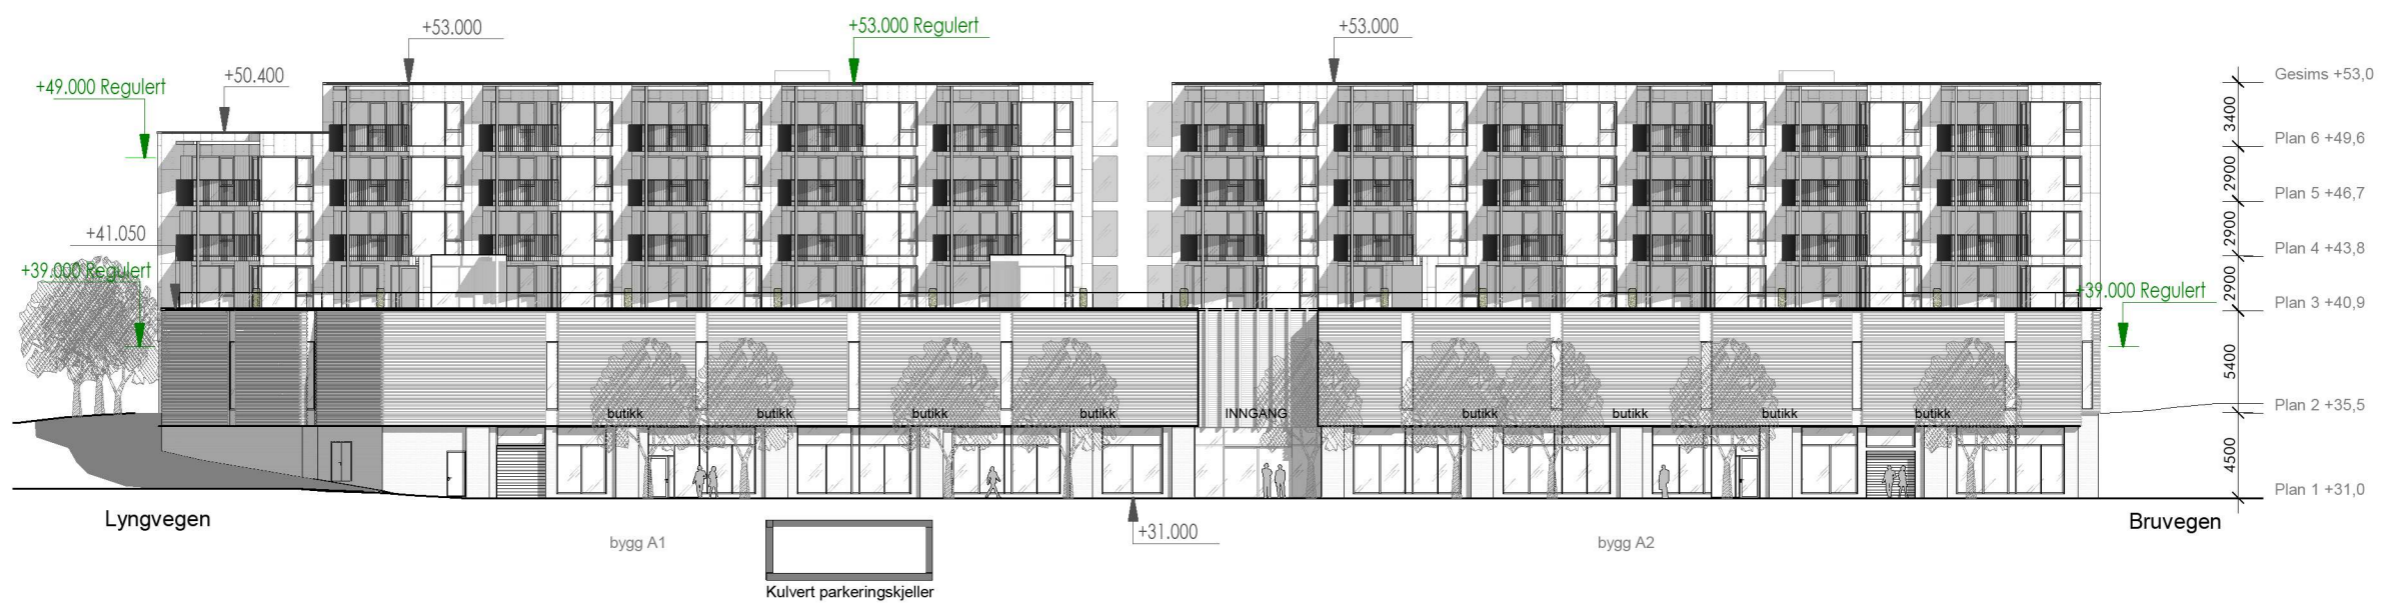 +53.000
+53.000 Regulert
+53.000
+50.400
+49.000 Regulert
Gesims +53,0
3400
Plan 6 +49,6
2900
Plan 5 +46,7
2900
Plan 4 +43,8
2900
Plan 3 +40,9
+41.050
+39.000 Regulert
+39.000 Regulert
5400
Plan 2 +35,5
butikk butikk butikk butikk INNGANG butikk butikk butikk butikk
4500
Plan 1 +31,0
Lyngvegen
Bruvegen
+31.000
bygg A1
bygg A2
Kulvert parkeringskjeller